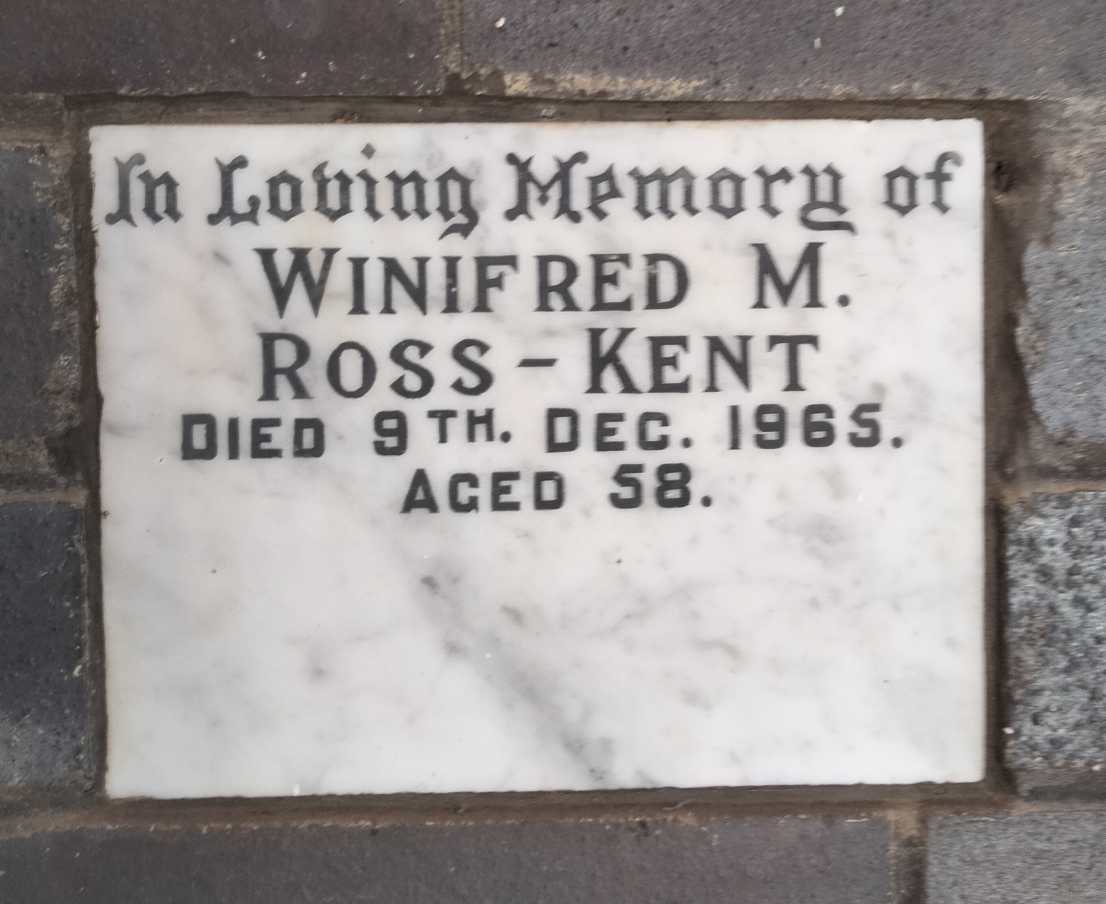 In Loving Memory of
WINIFRED M.
ROSS-KENT
DIED 9TH. DEC. 1965.
AGED 58.